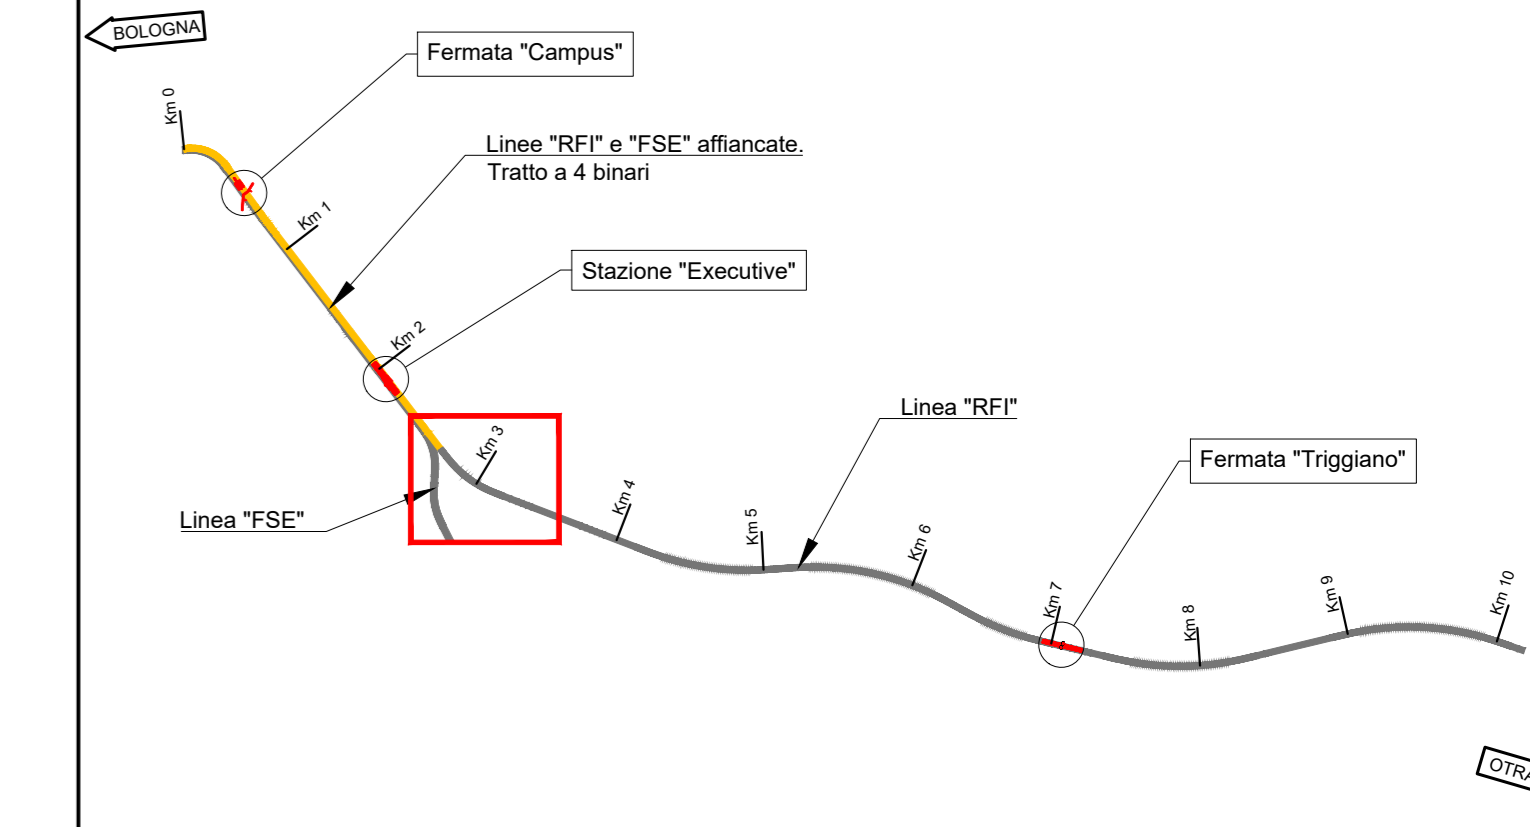 BOLOGNA
Fermata "Campus"
Km 0
Linee "RFI" e "FSE" affiancate.
Tratto a 4 binari
Km 1
Stazione "Executive"
Km 2
Linea "RFI"
Km 3
Fermata "Triggiano"
Km 4
Linea "FSE"
Km 5
Km 6
Km 7
Km 8
Km 9
Km 10
OTRA